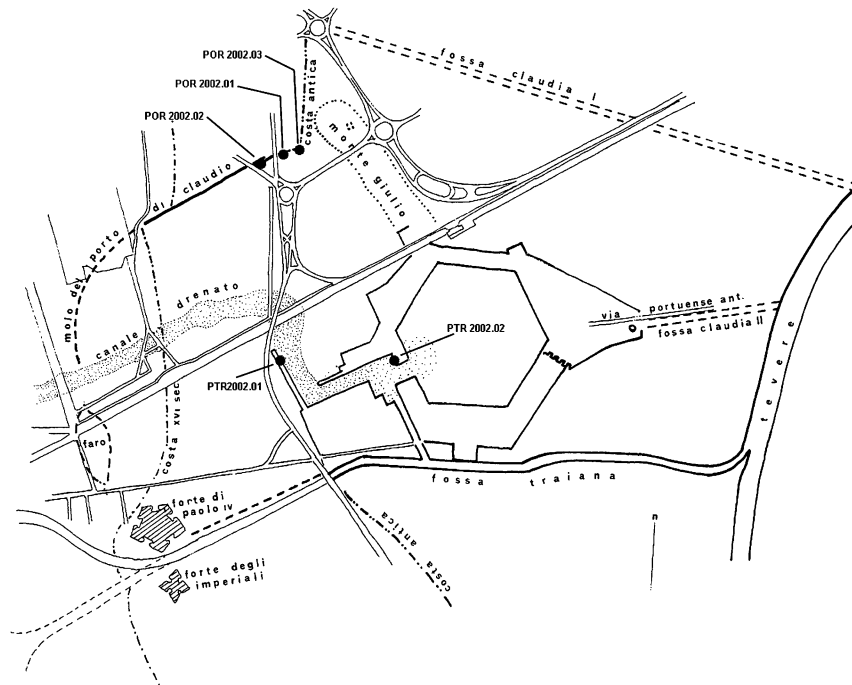 fossa claudia I
POR 2002.03
POR 2002.01
POR 2002.02
costa antica
monte giulio
molo del porto di claudio
canale drenato
via portuense ant.
fossa claudia II
PTR 2002.02
PTR2002.01
tevere
costa XVI sec
faro
fossa traiana
forte di
paolo IV
costa antica
forte degli
imperiali
n